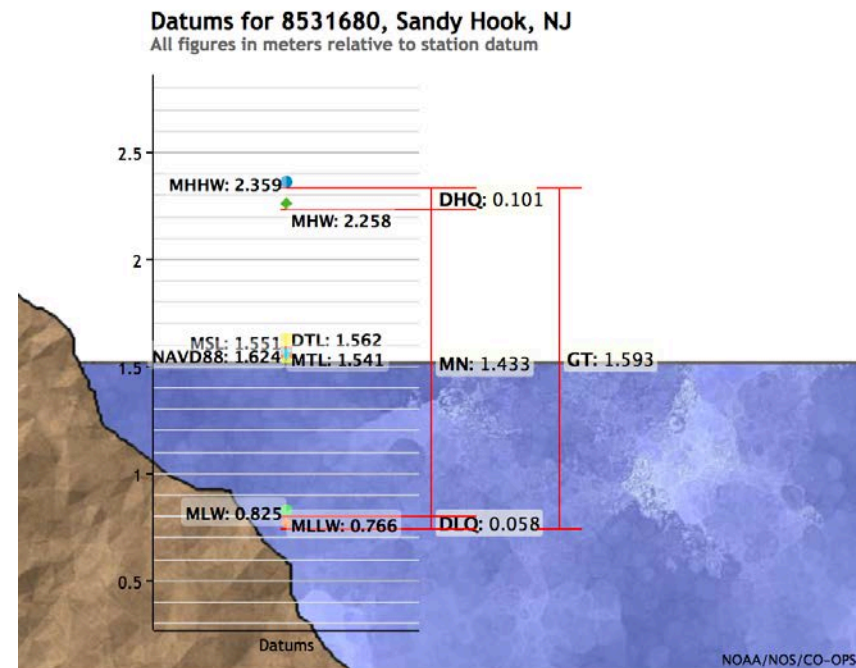 Datums for 8531680, Sandy Hook, NJ
All figures in meters relative to station datum
2.5
MHHW: 2.359
DHQ: 0.101
MHW: 2.258
2
MSL: 1.551
DTL: 1.562
NAVD88: 1.624
MTL: 1.541
MN: 1.433
GT: 1.593
1.5
1
MLW: 0.825
MLLW: 0.766
DLQ: 0.058
0.5
Datums
NOAA/NOS/CO-OPS